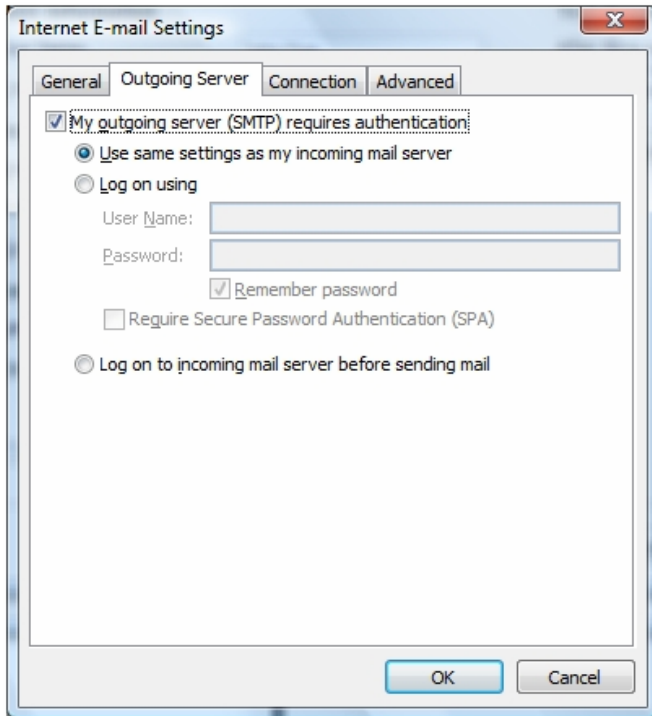 Internet E-mail Settings
General Outgoing Server Connection Advanced
My outgoing server (SMTP) requires authentication
Use same settings as my incoming mail server
Log on using
User Name:
Password:
Remember password
Require Secure Password Authentication (SPA)
Log on to incoming mail server before sending mail
OK Cancel